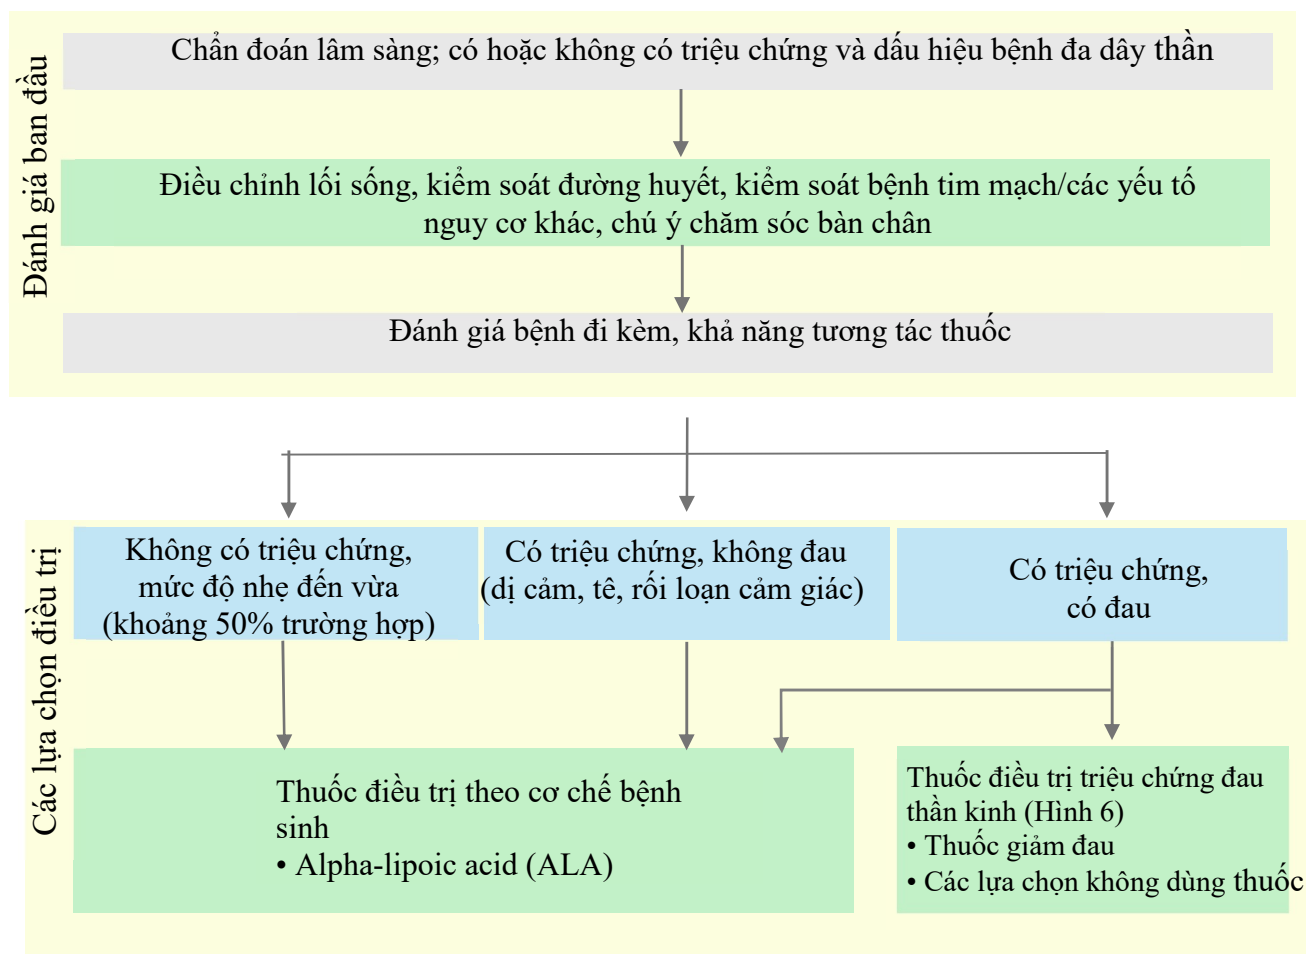 Đánh giá ban đầu
Chẩn đoán lâm sàng; có hoặc không có triệu chứng và dấu hiệu bệnh đa dây thần
Điều chỉnh lối sống, kiểm soát đường huyết, kiểm soát bệnh tim mạch/các yếu tố
nguy cơ khác, chú ý chăm sóc bàn chân
Đánh giá bệnh đi kèm, khả năng tương tác thuốc
Các lựa chọn điều trị
Không có triệu chứng,
mức độ nhẹ đến vừa
(khoảng 50% trường hợp)
Có triệu chứng, không đau
(dị cảm, tê, rối loạn cảm giác)
Có triệu chứng,
có đau
Thuốc điều trị theo cơ chế bệnh
sinh
• Alpha-lipoic acid (ALA)
Thuốc điều trị triệu chứng đau
thần kinh (Hình 6)
• Thuốc giảm đau
• Các lựa chọn không dùng thuốc